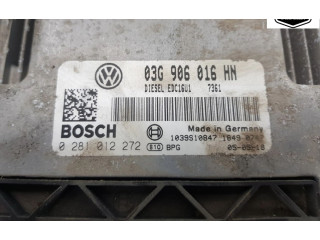 03G 906 016 HN
DIESEL EDC16U1 7361
BOSCH
Made in Germany
0 281 012 272
BPG